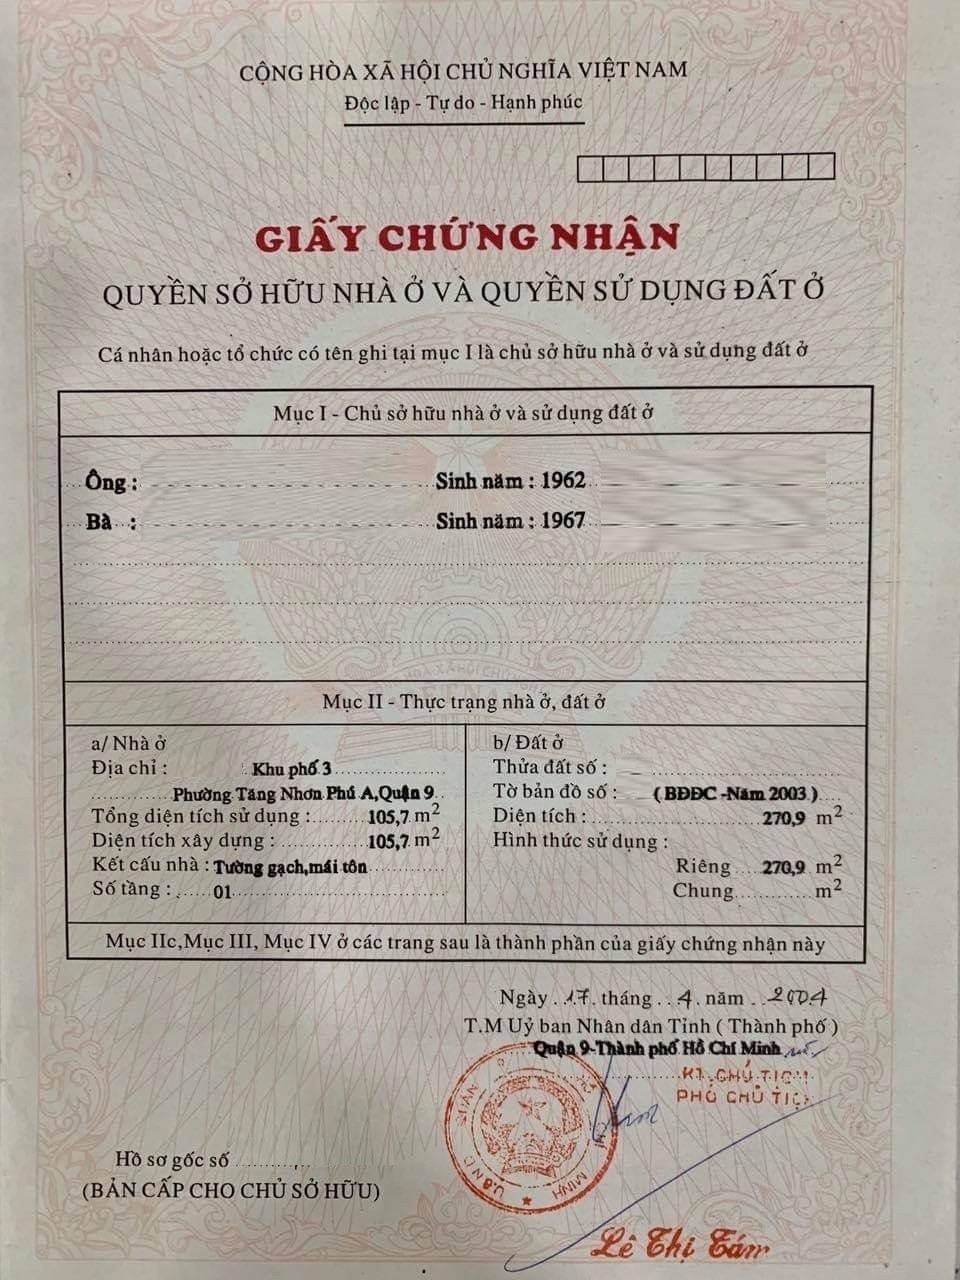 CỘNG HÒA XÃ HỘI CHỦ NGHĨA VIỆT NAM
Độc lập - Tự do - Hạnh phúc
GIẤY CHỨNG NHẬN
QUYỀN SỞ HỮU NHÀ Ở VÀ QUYỀN SỬ DỤNG ĐẤT Ở
Cá nhân hoặc tổ chức có tên ghi tại mục I là chủ sở hữu nhà ở và sử dụng đất ở
Mục I - Chủ sở hữu nhà ở và sử dụng đất ở
Ông : Sinh năm : 1962
Bà : Sinh năm : 1967
Mục II - Thực trạng nhà ở, đất ở
a/ Nhà ở
Địa chỉ : Khu phố 3
Phường Tăng Nhơn Phú A,Quận 9
Tổng diện tích sử dụng : 105,7 m2
Diện tích xây dựng : 105,7 m2
Kết cấu nhà : Tường gạch,mái tôn
Số tầng : 01
b/ Đất ở
Thửa đất số :
Tờ bản đồ số : ( BĐĐC -Năm 2003 )
Diện tích : 270,9 m2
Hình thức sử dụng :
Riêng 270,9 m2
Chung m2
Mục IIc,Mục III, Mục IV ở các trang sau là thành phần của giấy chứng nhận này
Ngày 17 tháng 4 năm 2004
T.M Uỷ ban Nhân dân Tỉnh ( Thành phố )
Quận 9-Thành phố Hồ Chí Minh
KT.CHỦ TỊCH
PHÓ CHỦ TỊCH
Hồ sơ gốc số
(BẢN CẤP CHO CHỦ SỞ HỮU)
Lê Thị Tám